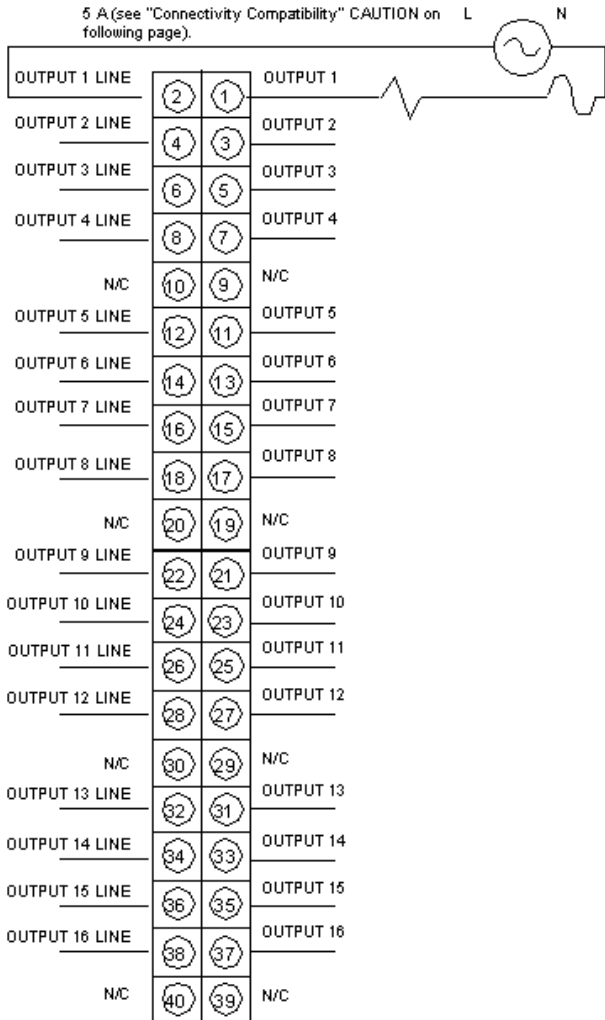 5 A (see "Connectivity Compatibility" CAUTION on L N
following page).
OUTPUT 1 LINE 2 1 OUTPUT 1
OUTPUT 2 LINE 4 3 OUTPUT 2
OUTPUT 3 LINE 6 5 OUTPUT 3
OUTPUT 4 LINE 8 7 OUTPUT 4
N/C 10 9 N/C
OUTPUT 5 LINE 12 11 OUTPUT 5
OUTPUT 6 LINE 14 13 OUTPUT 6
OUTPUT 7 LINE 16 15 OUTPUT 7
OUTPUT 8 LINE 18 17 OUTPUT 8
N/C 20 19 N/C
OUTPUT 9 LINE 22 21 OUTPUT 9
OUTPUT 10 LINE 24 23 OUTPUT 10
OUTPUT 11 LINE 26 25 OUTPUT 11
OUTPUT 12 LINE 28 27 OUTPUT 12
N/C 30 29 N/C
OUTPUT 13 LINE 32 31 OUTPUT 13
OUTPUT 14 LINE 34 33 OUTPUT 14
OUTPUT 15 LINE 36 35 OUTPUT 15
OUTPUT 16 LINE 38 37 OUTPUT 16
N/C 40 39 N/C